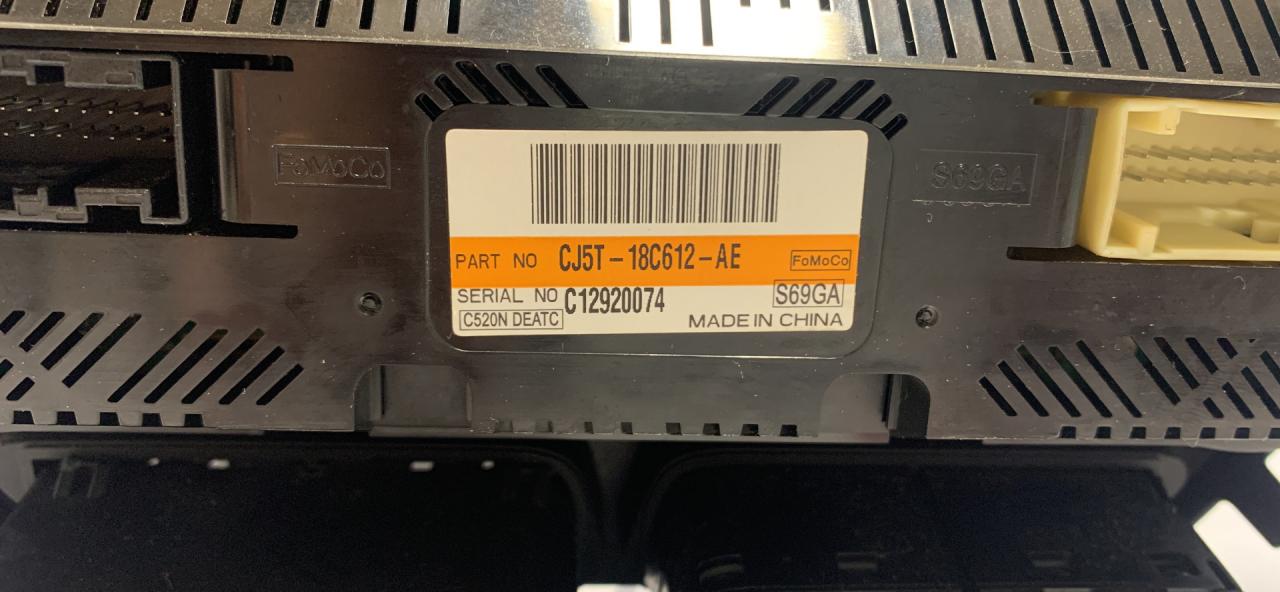 FoMoCo
S69GA
PART NO CJ5T-18C612-AE FoMoCo
SERIAL NO C12920074 S69GA
C520N DEATC MADE IN CHINA